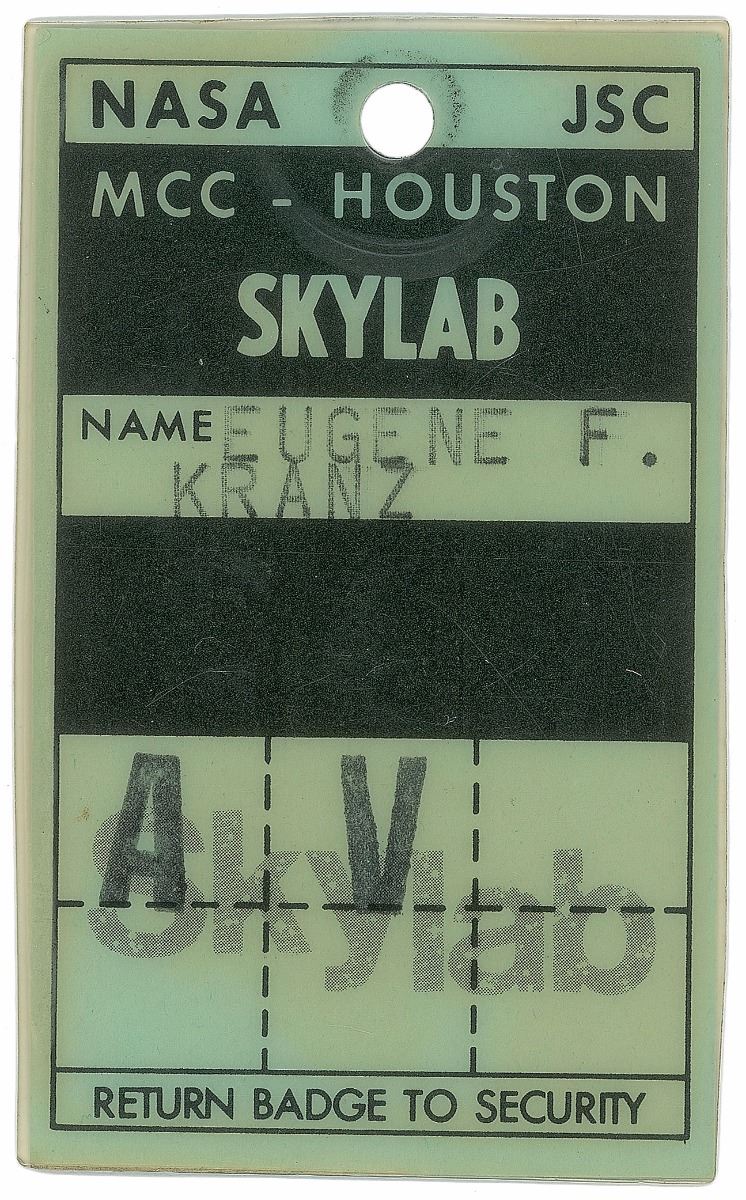 NASA JSC
MCC - HOUSTON
SKYLAB
NAME EUGENE F.
KRANZ
A V
Skylab
RETURN BADGE TO SECURITY